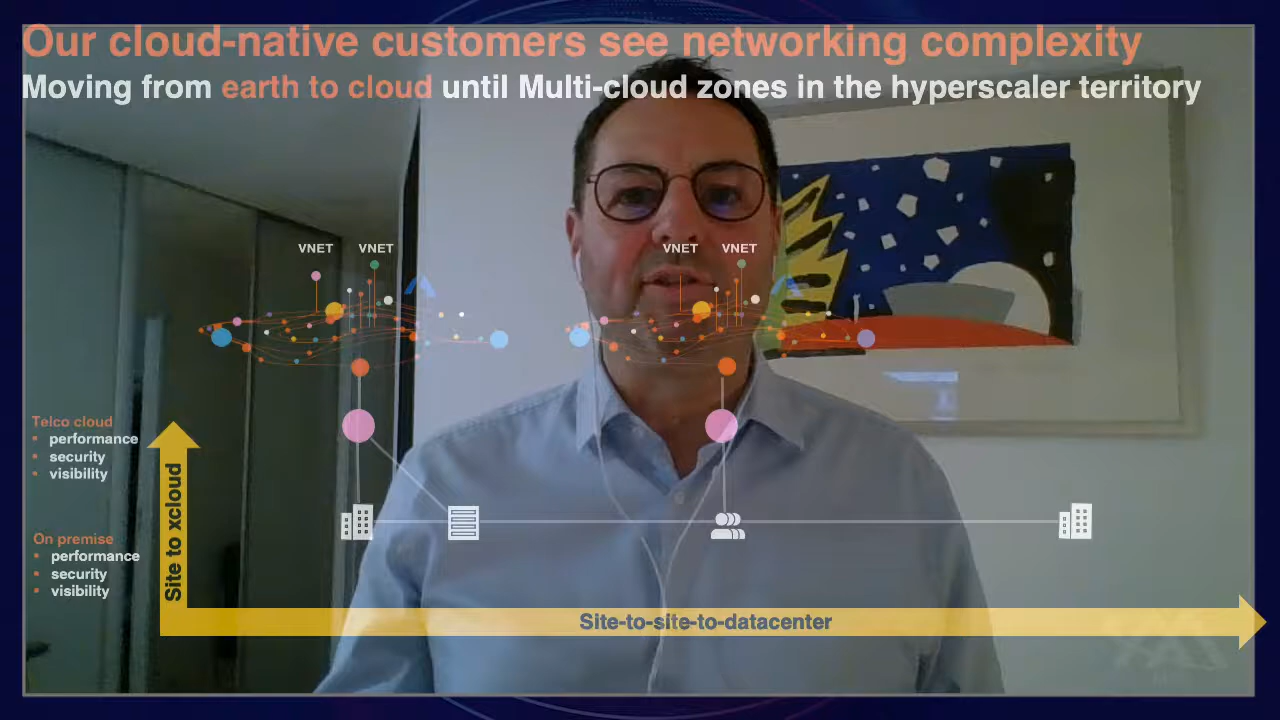 Our cloud-native customers see networking complexity
Moving from earth to cloud until Multi-cloud zones in the hyperscaler territory
VNET VNET VNET VNET
Telco cloud
• performance
• security
• visibility
On premise
• performance
• security
• visibility
Site to xcloud
Site-to-site-to-datacenter